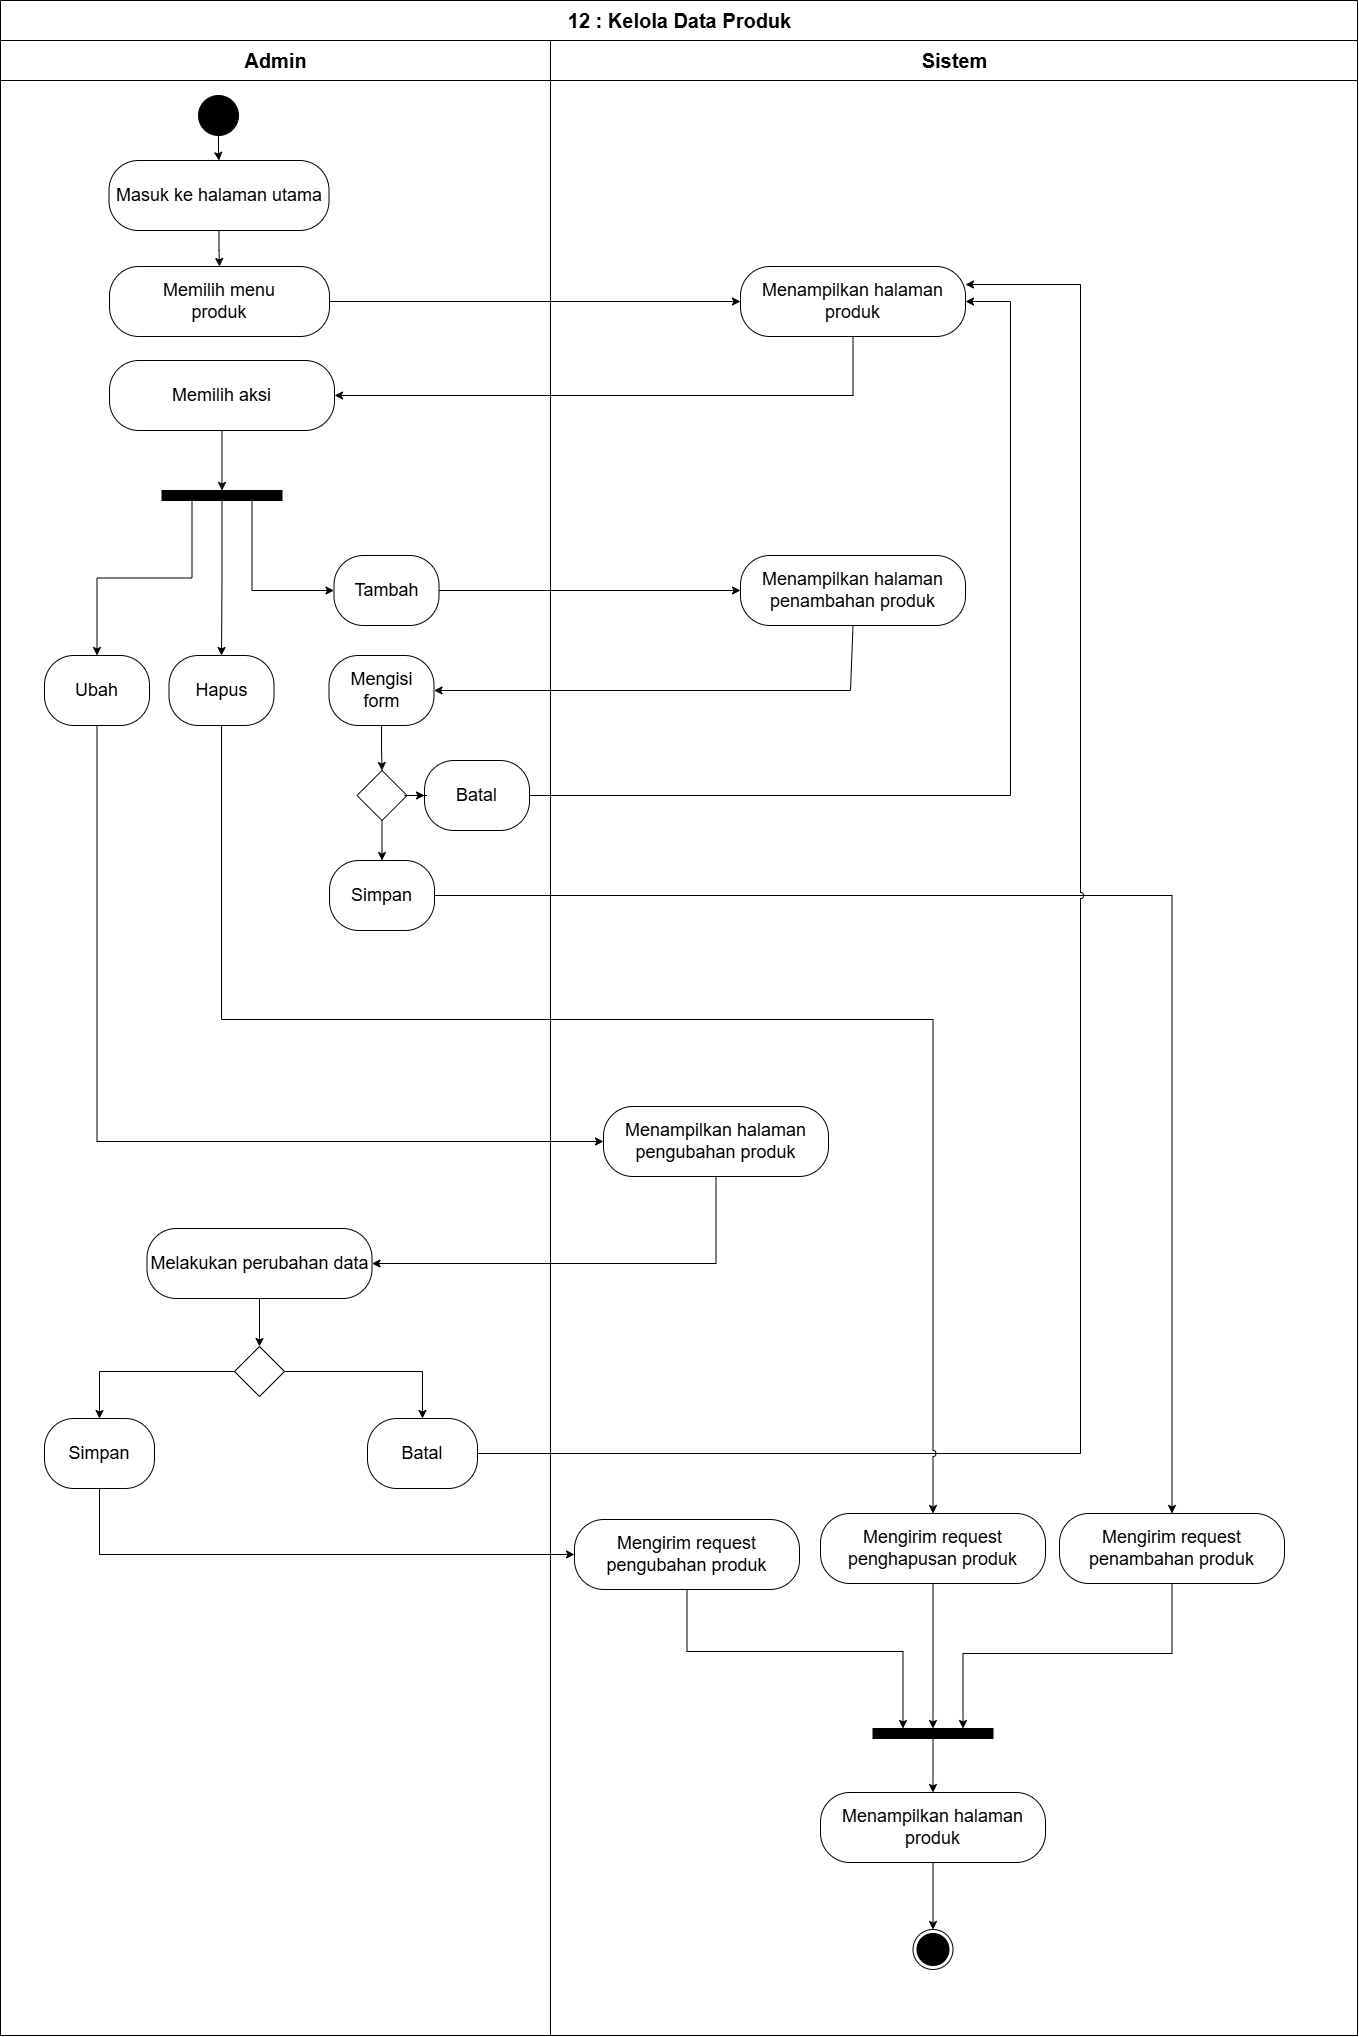 12 : Kelola Data Produk
Admin
Sistem
Masuk ke halaman utama
Memilih menu
produk
Menampilkan halaman
produk
Memilih aksi
Tambah
Menampilkan halaman
penambahan produk
Ubah
Hapus
Mengisi
form
Batal
Simpan
Menampilkan halaman
pengubahan produk
Melakukan perubahan data
Simpan
Batal
Mengirim request
pengubahan produk
Mengirim request
penghapusan produk
Mengirim request
penambahan produk
Menampilkan halaman
produk